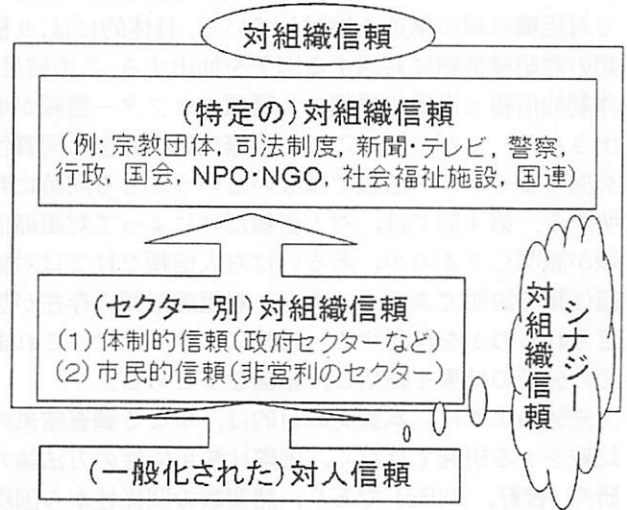 対組織信頼
(特定の)対組織信頼
(例:宗教団体,司法制度,新聞・テレビ,警察,
行政,国会,NPO・NGO,社会福祉施設,国連)
(セクター別)対組織信頼
(1)体制的信頼(政府セクターなど)
(2)市民的信頼(非営利のセクター)
シナジー
対組織信頼
(一般化された)対人信頼